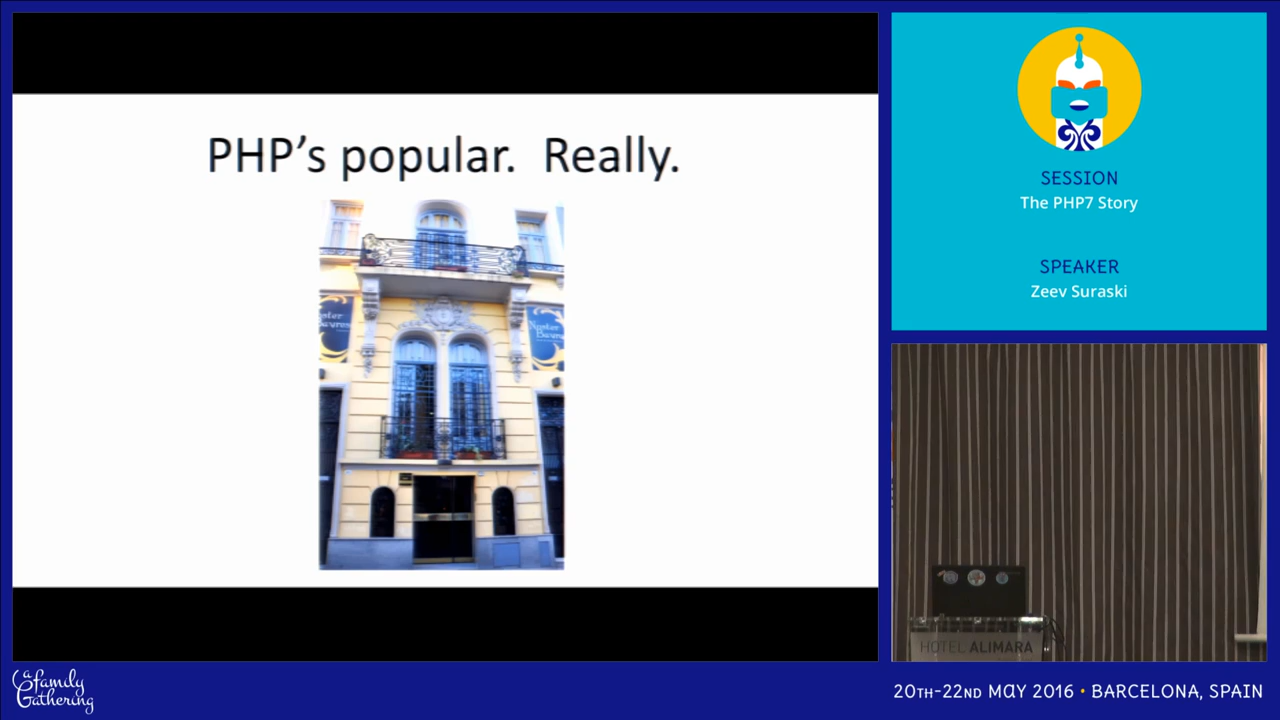 PHP's popular.  Really.
SESSION
The PHP7 Story
SPEAKER
Zeev Suraski
HOTEL ALIMARA
a family
Gathering
20TH-22ND MAY 2016 • BARCELONA, SPAIN